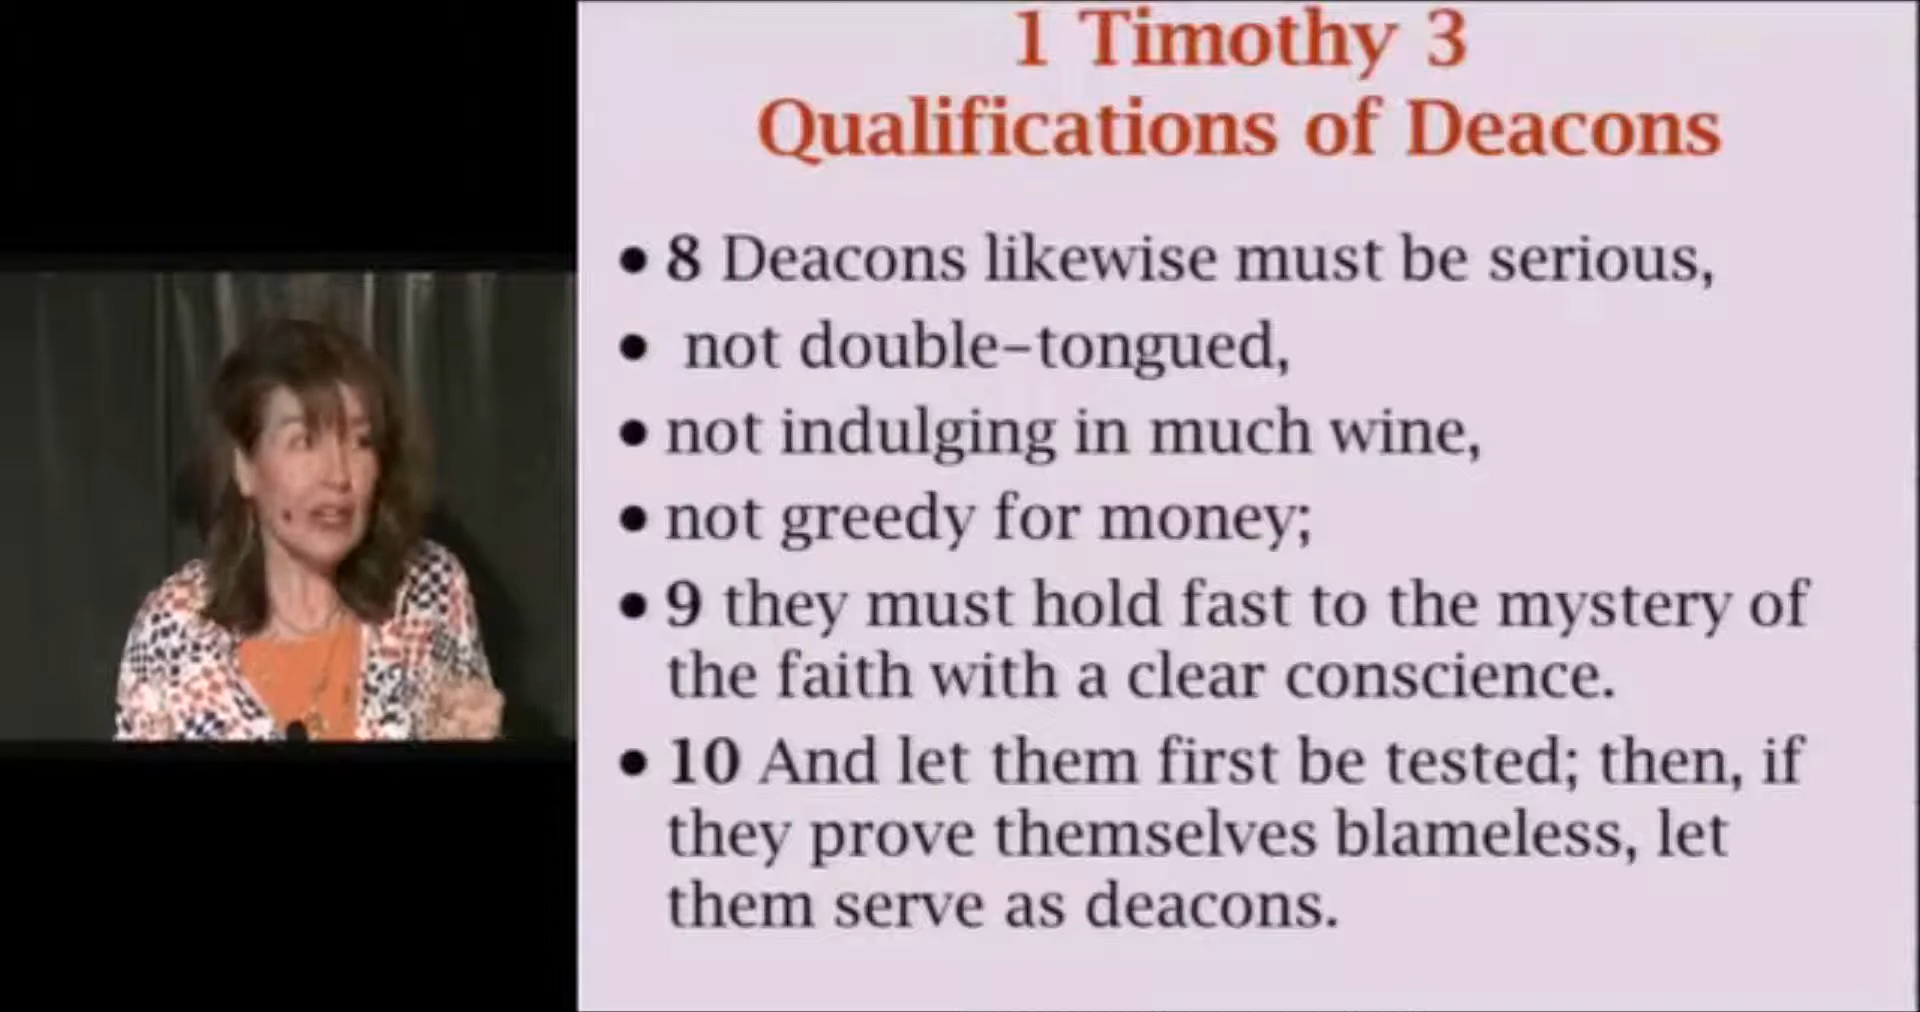 1 Timothy 3
Qualifications of Deacons
• 8 Deacons likewise must be serious,
• not double-tongued,
• not indulging in much wine,
• not greedy for money;
• 9 they must hold fast to the mystery of
the faith with a clear conscience.
• 10 And let them first be tested; then, if
they prove themselves blameless, let
them serve as deacons.